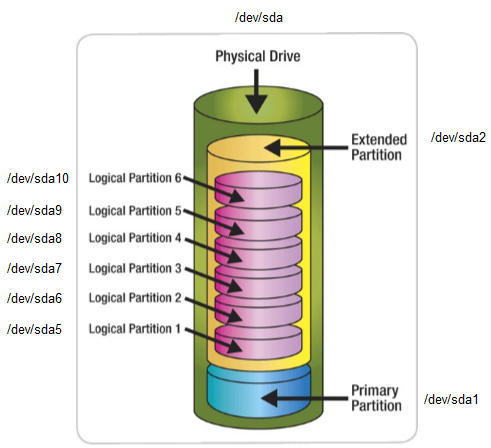 /dev/sda
Physical Drive
Extended
Partition
/dev/sda2
/dev/sda10
Logical Partition 6
/dev/sda9
Logical Partition 5
/dev/sda8
Logical Partition 4
/dev/sda7
Logical Partition 3
/dev/sda6
Logical Partition 2
/dev/sda5
Logical Partition 1
Primary
Partition
/dev/sda1